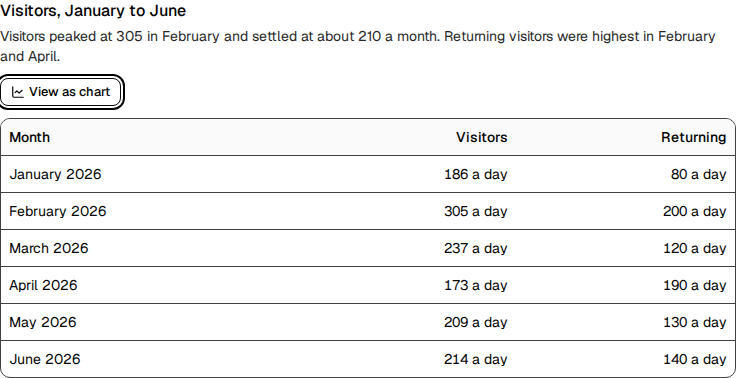 Visitors, January to June
Visitors peaked at 305 in February and settled at about 210 a month. Returning visitors were highest in February
and April.
View as chart
Month Visitors Returning
January 2026 186 a day 80 a day
February 2026 305 a day 200 a day
March 2026 237 a day 120 a day
April 2026 173 a day 190 a day
May 2026 209 a day 130 a day
June 2026 214 a day 140 a day